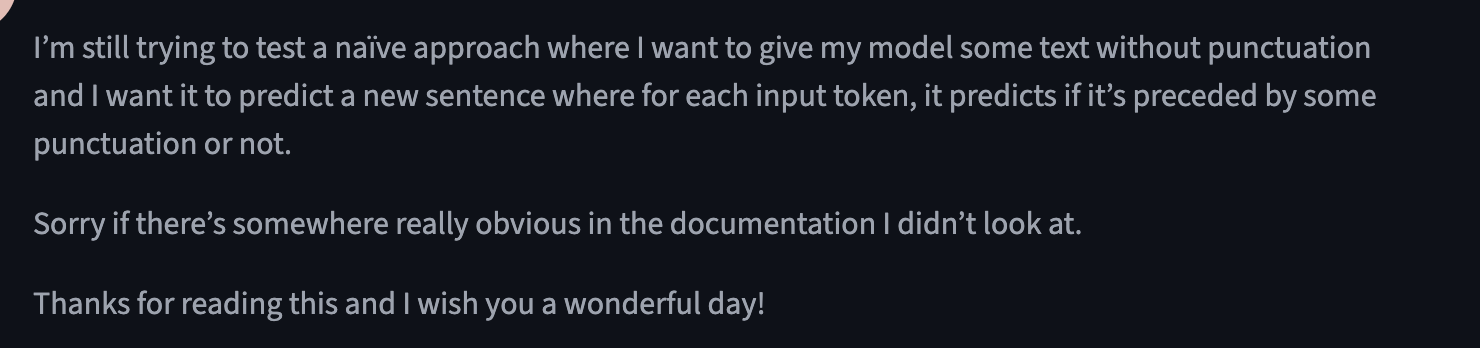 I’m still trying to test a naïve approach where I want to give my model some text without punctuation
and I want it to predict a new sentence where for each input token, it predicts if it’s preceded by some
punctuation or not.
Sorry if there’s somewhere really obvious in the documentation I didn’t look at.
Thanks for reading this and I wish you a wonderful day!